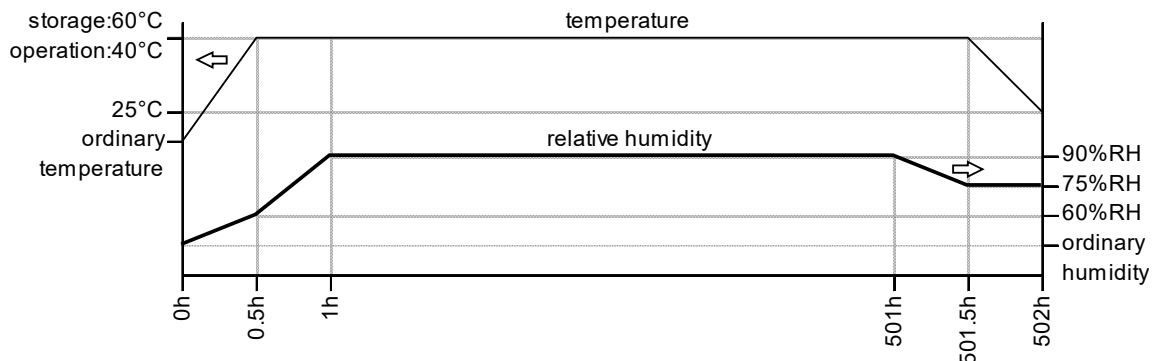 storage:60°C
temperature
operation:40°C
25°C
ordinary
temperature
relative humidity
90%RH
75%RH
60%RH
ordinary
humidity
0h
0.5h
1h
501h
501.5h
502h